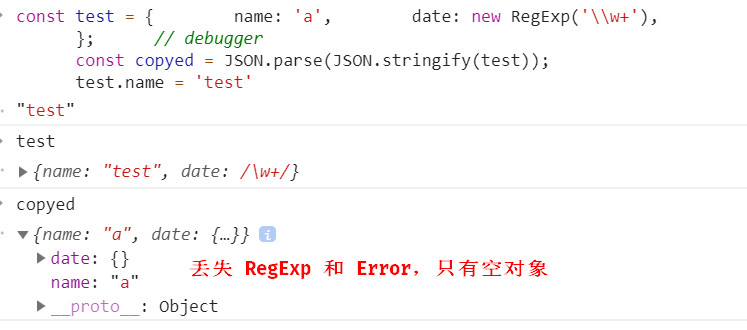 const test = {        name: 'a',        date: new RegExp('\\w+'),
};      // debugger
const copyed = JSON.parse(JSON.stringify(test));
test.name = 'test'
"test"
test
▶{name: "test", date: /\w+/}
copyed
▼{name: "a", date: {…}} i
▶date: {}
name: "a"
丢失 RegExp 和 Error，只有空对象
▶__proto__: Object